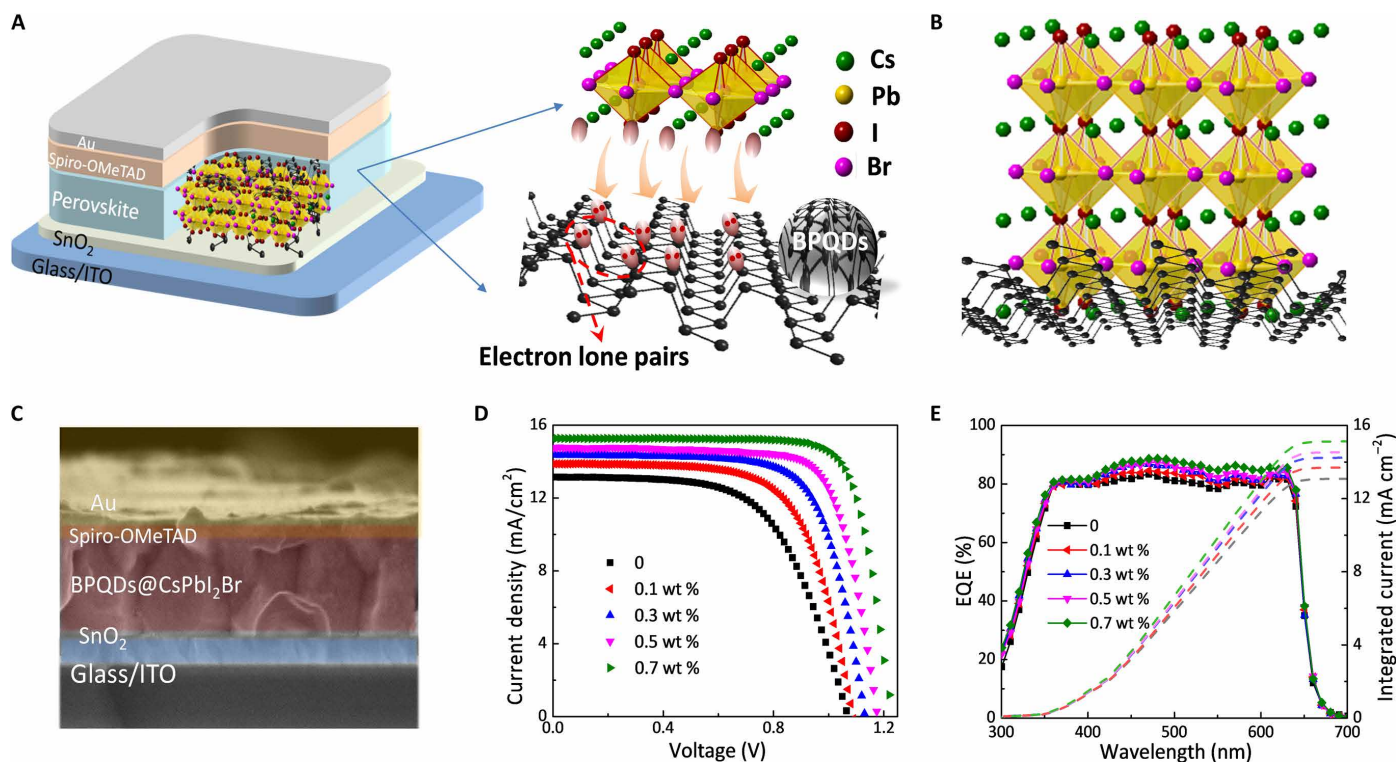 A
Au
Spiro-OMeTAD
Perovskite
SnO₂
Glass/ITO
Cs
Pb
I
Br
BPQDs
Electron lone pairs
B
C
Au
Spiro-OMeTAD
BPQDs@CsPbI₂Br
SnO₂
Glass/ITO
D
16
12
8
4
0
0.0
0.4
0.8
1.2
Current density (mA/cm²)
Voltage (V)
0
0.1 wt %
0.3 wt %
0.5 wt %
0.7 wt %
E
100
80
60
40
20
0
300
400
500
600
700
16
12
8
4
0
EQE (%)
Wavelength (nm)
Integrated current (mA cm⁻²)
0
0.1 wt %
0.3 wt %
0.5 wt %
0.7 wt %